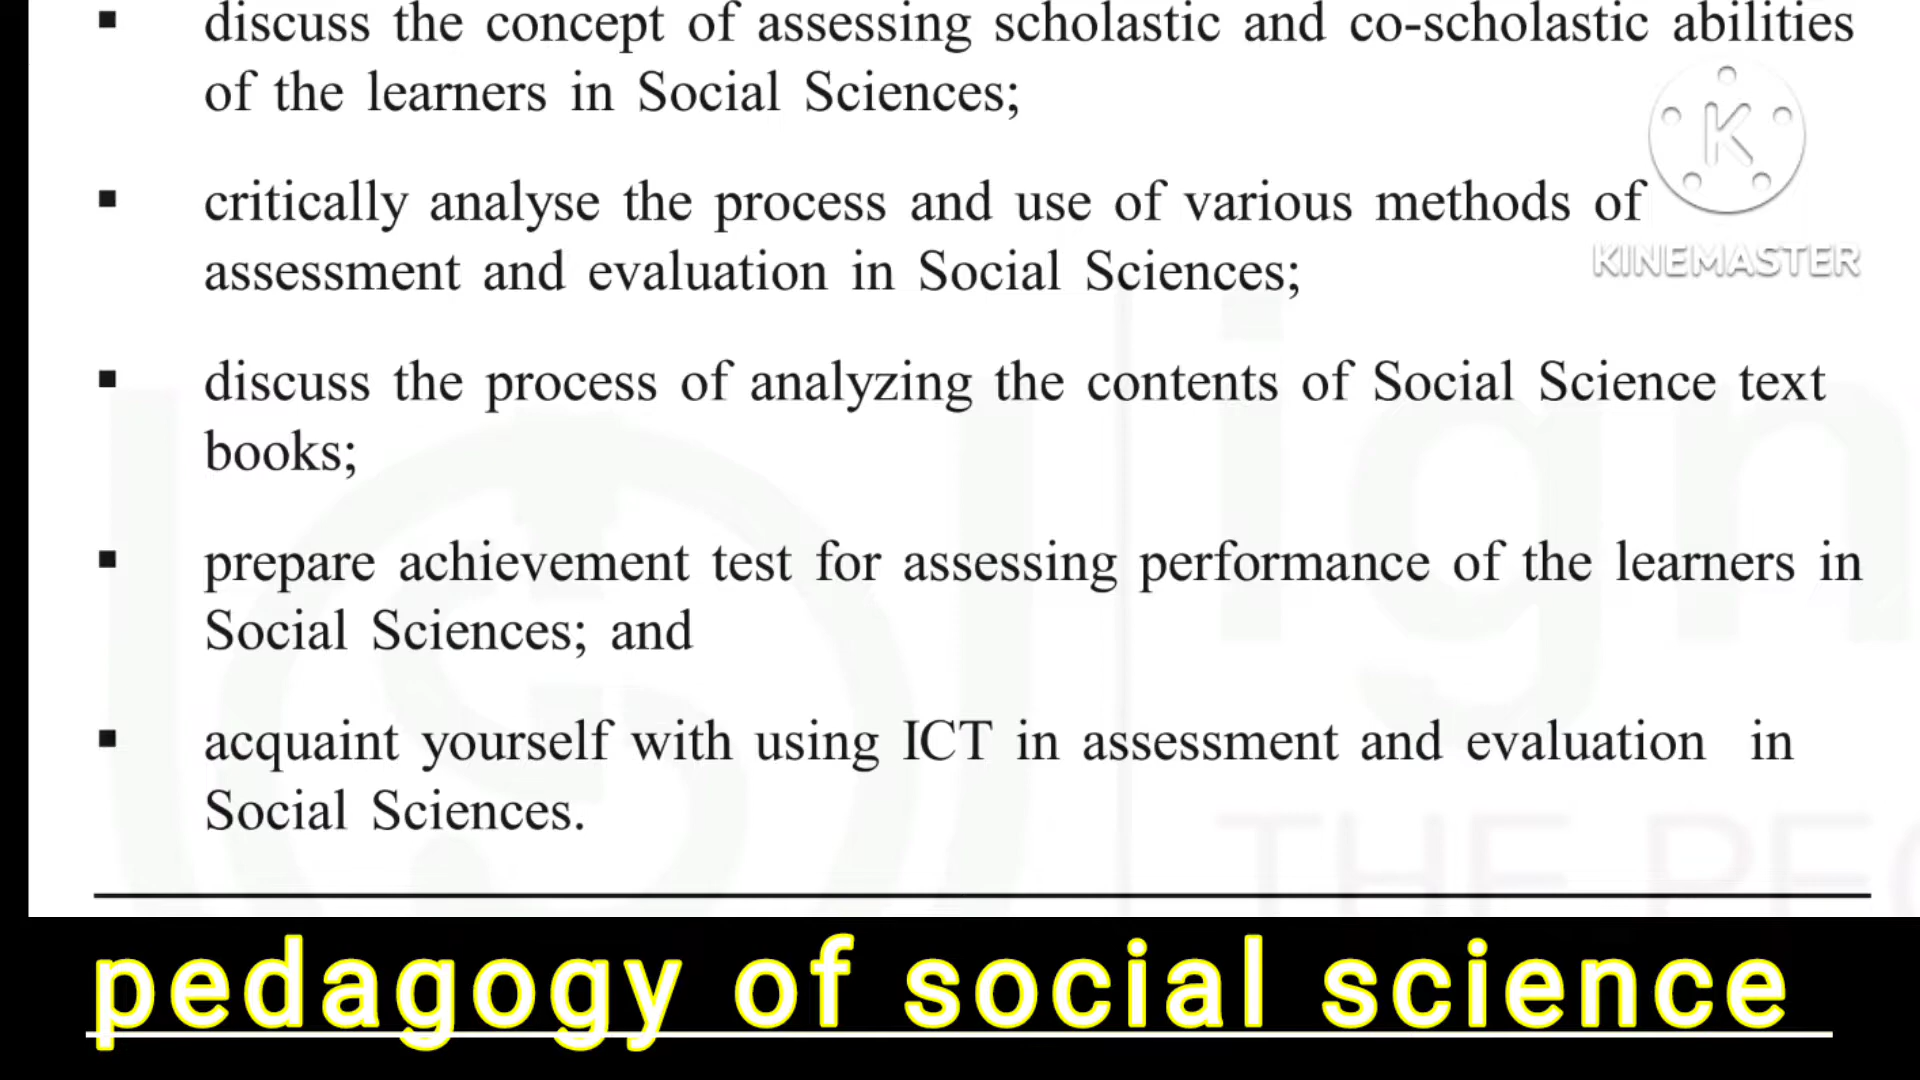 ▪ discuss the concept of assessing scholastic and co-scholastic abilities
of the learners in Social Sciences;
▪ critically analyse the process and use of various methods of
assessment and evaluation in Social Sciences;
K
KINEMASTER
▪ discuss the process of analyzing the contents of Social Science text
books;
▪ prepare achievement test for assessing performance of the learners in
Social Sciences; and
▪ acquaint yourself with using ICT in assessment and evaluation in
Social Sciences.
ign
THE PEO
pedagogy of social science